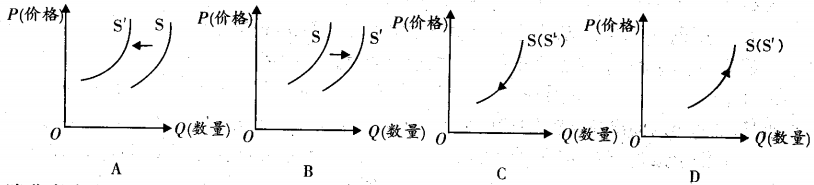 P(价格) S' S
O Q(数量)
A
P(价格) S S'
O Q(数量)
B
P(价格) S(S')
O Q(数量)
C
P(价格) S(S')
O Q(数量)
D